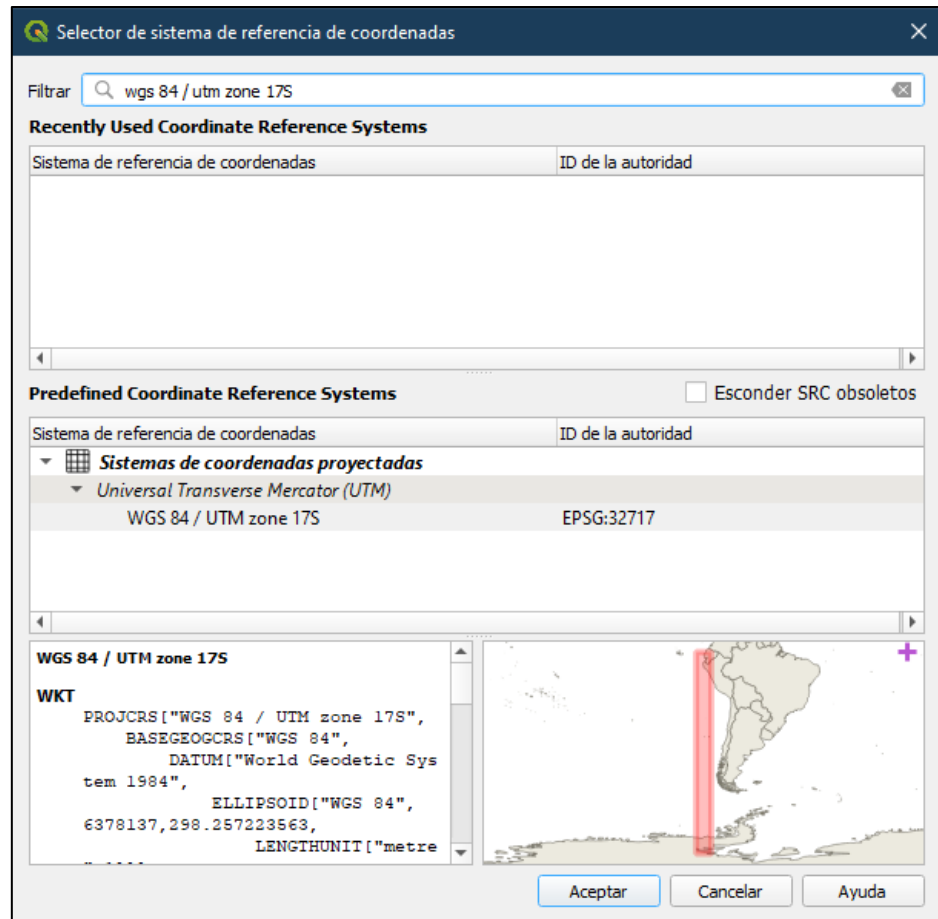 Selector de sistema de referencia de coordenadas
Filtrar wgs 84 / utm zone 17S
Recently Used Coordinate Reference Systems
Sistema de referencia de coordenadas ID de la autoridad
Predefined Coordinate Reference Systems Esconder SRC obsoletos
Sistema de referencia de coordenadas ID de la autoridad
Sistemas de coordenadas proyectadas
Universal Transverse Mercator (UTM)
WGS 84 / UTM zone 17S EPSG:32717
WGS 84 / UTM zone 17S
WKT
PROJCRS["WGS 84 / UTM zone 17S",
BASEGEOGCRS["WGS 84",
DATUM["World Geodetic Sys
tem 1984",
ELLIPSOID["WGS 84",
6378137,298.257223563,
LENGTHUNIT["metre
Aceptar Cancelar Ayuda